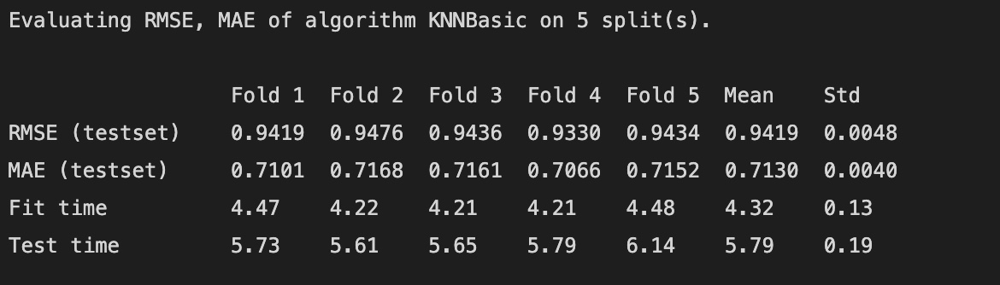 Evaluating RMSE, MAE of algorithm KNNBasic on 5 split(s).
Fold 1 Fold 2 Fold 3 Fold 4 Fold 5 Mean Std
RMSE (testset) 0.9419 0.9476 0.9436 0.9330 0.9434 0.9419 0.0048
MAE (testset) 0.7101 0.7168 0.7161 0.7066 0.7152 0.7130 0.0040
Fit time 4.47 4.22 4.21 4.21 4.48 4.32 0.13
Test time 5.73 5.61 5.65 5.79 6.14 5.79 0.19